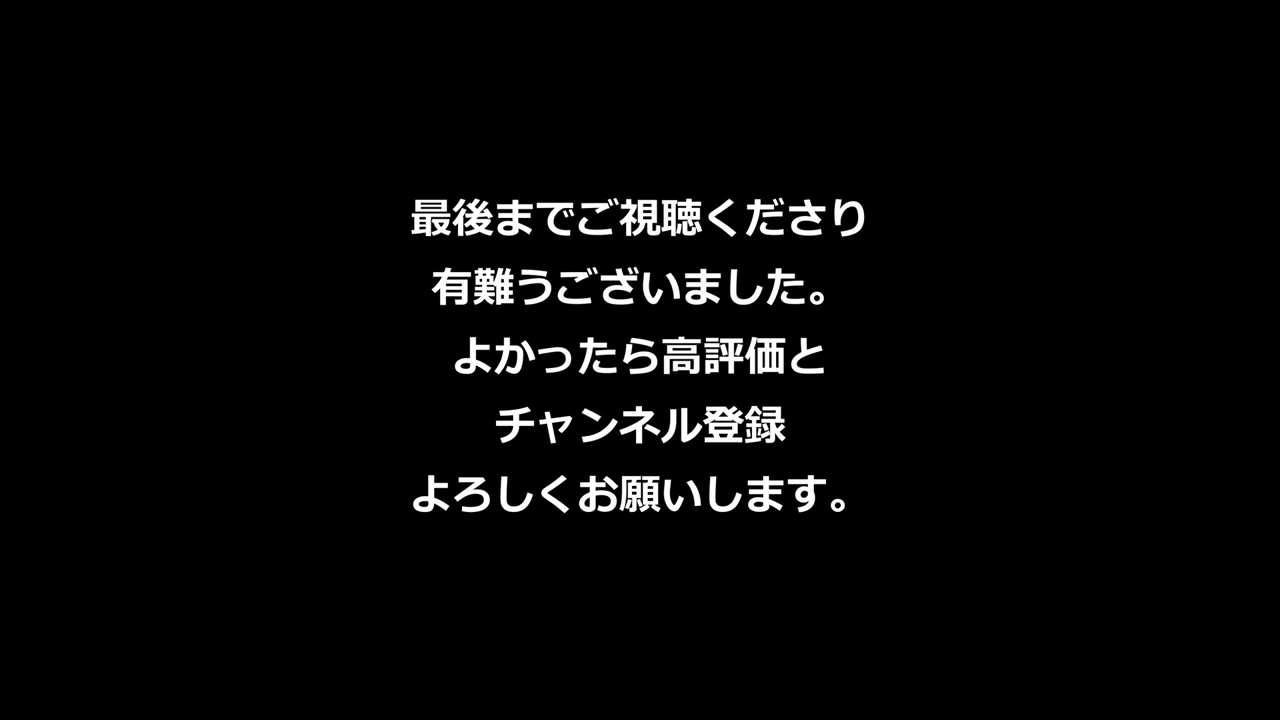 最後までご視聴くださり
有難うございました。
よかったら高評価と
チャンネル登録
よろしくお願いします。